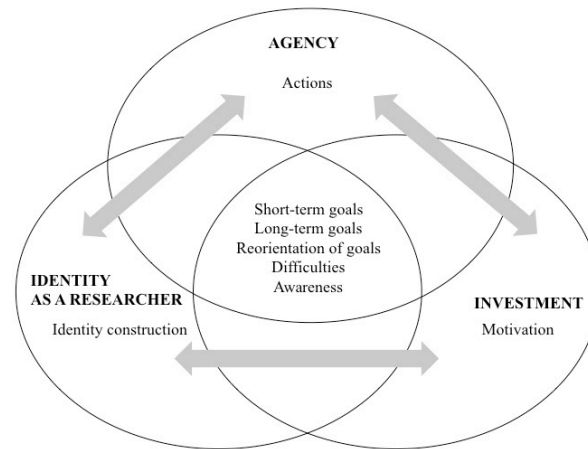 AGENCY
Actions
Short-term goals
Long-term goals
Reorientation of goals
Difficulties
Awareness
IDENTITY
AS A RESEARCHER
Identity construction
INVESTMENT
Motivation